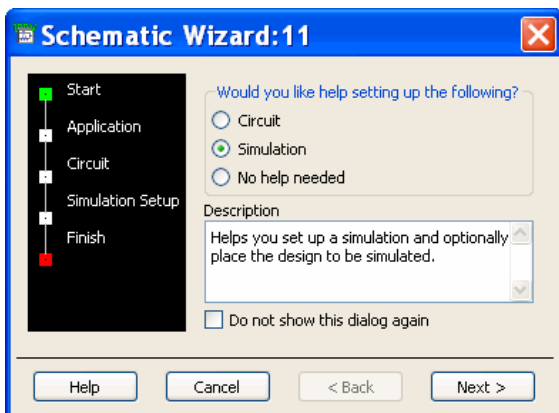 Schematic Wizard:11
Start
Application
Circuit
Simulation Setup
Finish
Would you like help setting up the following?
Circuit
Simulation
No help needed
Description
Helps you set up a simulation and optionally
place the design to be simulated.
Do not show this dialog again
Help
Cancel
< Back
Next >